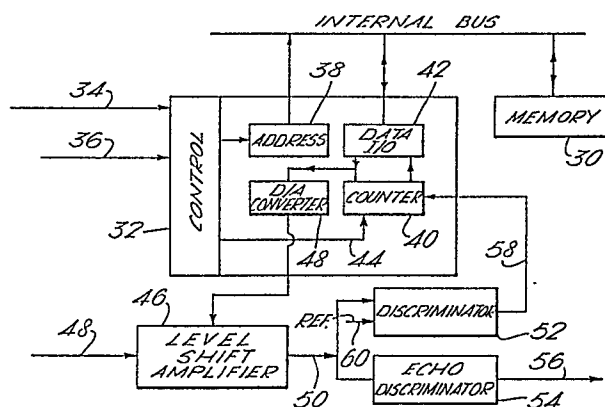 INTERNAL BUS
34
38
42
36
CONTROL
ADDRESS
DATA
I/O
MEMORY
30
D/A
CONVERTER
COUNTER
32
48
40
44
58
46
48
LEVEL
SHIFT
AMPLIFIER
50
REF.
60
DISCRIMINATOR
52
ECHO
DISCRIMINATOR
56
54